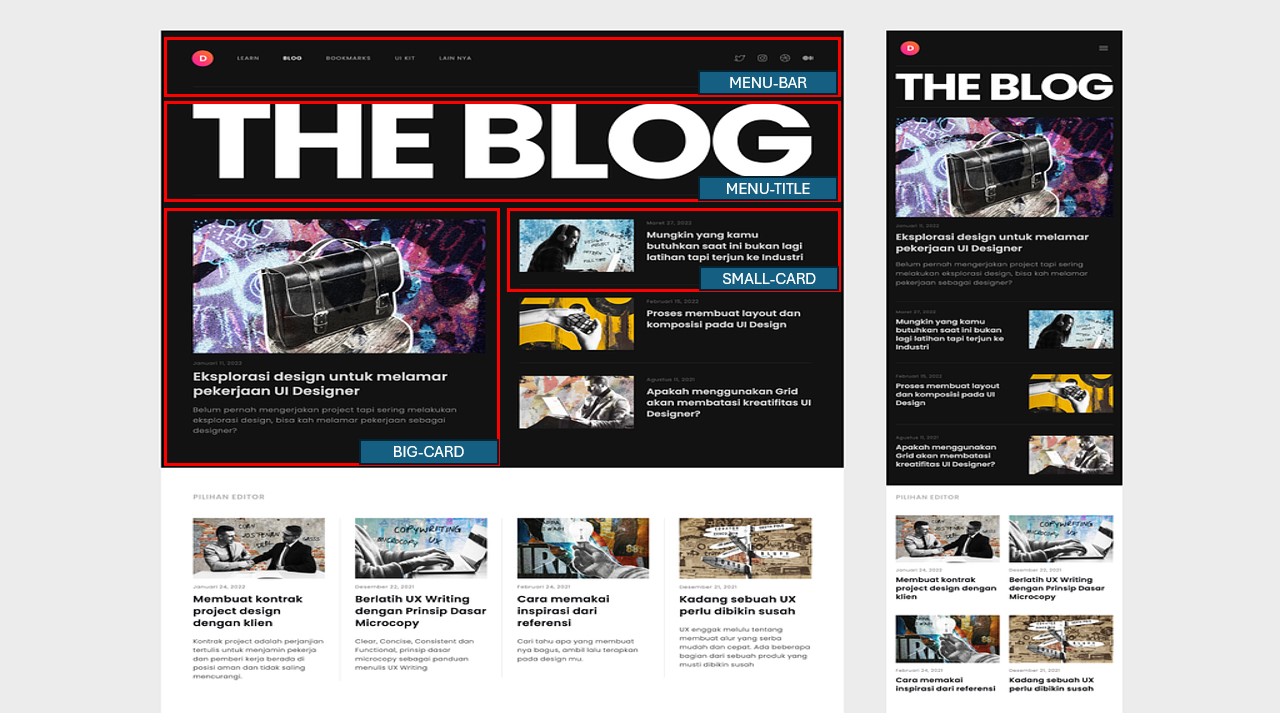 D LEARN BLOG BOOKMARKS UI KIT LAIN NYA
MENU-BAR
THE BLOG
MENU-TITLE
Januari 11, 2022
Eksplorasi design untuk melamar
pekerjaan UI Designer
Belum pernah mengerjakan project tapi sering melakukan
eksplorasi design, bisa kah melamar pekerjaan sebagai
designer?
BIG-CARD
Maret 27, 2022
Mungkin yang kamu
butuhkan saat ini bukan lagi
latihan tapi terjun ke Industri
SMALL-CARD
Februari 15, 2022
Proses membuat layout dan
komposisi pada UI Design
Agustus 11, 2021
Apakah menggunakan Grid
akan membatasi kreatifitas UI
Designer?
PILIHAN EDITOR
COPYWRITING
MICROCOPY UX
Januari 24, 2022
Membuat kontrak
project design
dengan klien
Kontrak project adalah perjanjian
tertulis untuk menjamin pekerja
dan pemberi kerja berada di
posisi aman dan tidak saling
mencurangi.
Desember 22, 2021
Berlatih UX Writing
dengan Prinsip Dasar
Microcopy
Clear, Concise, Consistent dan
Functional, prinsip dasar
microcopy sebagai panduan
menulis UX Writing
Februari 24, 2021
Cara memakai
inspirasi dari
referensi
Cari tahu apa yang membuat
nya bagus, ambil lalu terapkan
pada design mu
Desember 21, 2021
Kadang sebuah UX
perlu dibikin susah
UX enggak melulu tentang
membuat alur yang serba
mudah dan cepat. Ada beberapa
bagian dari sebuah produk yang
musti dibikin susah
D
THE BLOG
Januari 11, 2022
Eksplorasi design untuk melamar
pekerjaan UI Designer
Belum pernah mengerjakan project tapi sering
melakukan eksplorasi design, bisa kah melamar
pekerjaan sebagai designer?
Maret 27, 2022
Mungkin yang kamu
butuhkan saat ini bukan
lagi latihan tapi terjun ke
Industri
Februari 15, 2022
Proses membuat layout
dan komposisi pada UI
Design
Agustus 11, 2021
Apakah menggunakan
Grid akan membatasi
kreatifitas UI Designer?
PILIHAN EDITOR
Januari 24, 2022
Membuat kontrak
project design dengan
klien
Berlatih UX Writing
dengan Prinsip Dasar
Microcopy
Februari 24, 2021
Cara memakai
inspirasi dari referensi
Desember 21, 2021
Kadang sebuah UX
perlu dibikin susah